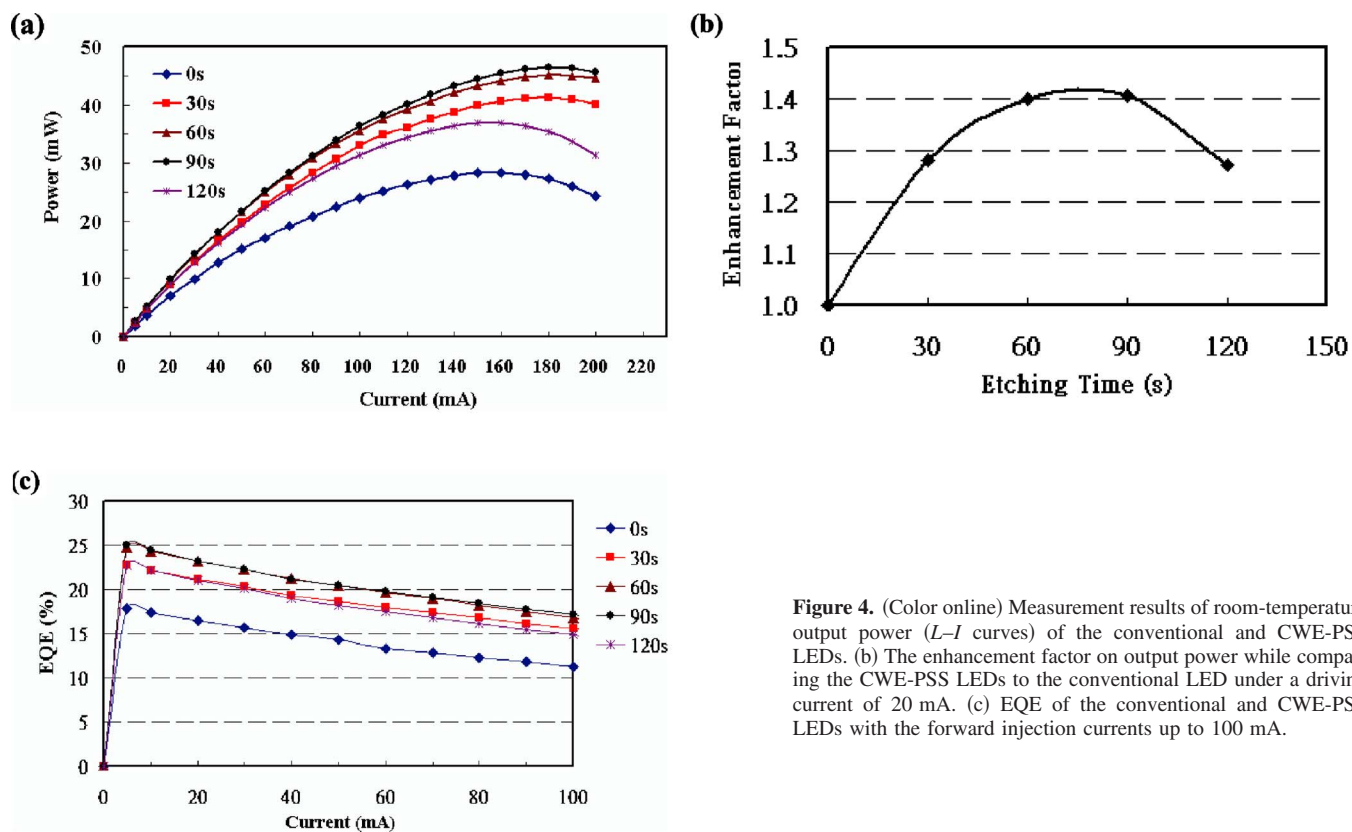 (a)
50
40
30
20
10
0
Power (mW)
0s
30s
60s
90s
120s
0 20 40 60 80 100 120 140 160 180 200 220
Current (mA)
(b)
1.5
1.4
1.3
1.2
1.1
1.0
Enhancement Factor
0 30 60 90 120 150
Etching Time (s)
(c)
30
25
20
15
10
5
0
EQE (%)
0s
30s
60s
90s
120s
0 20 40 60 80 100
Current (mA)
Figure 4. (Color online) Measurement results of room-temperatur
output power (L–I curves) of the conventional and CWE-PS
LEDs. (b) The enhancement factor on output power while compa
ing the CWE-PSS LEDs to the conventional LED under a drivin
current of 20 mA. (c) EQE of the conventional and CWE-PS
LEDs with the forward injection currents up to 100 mA.